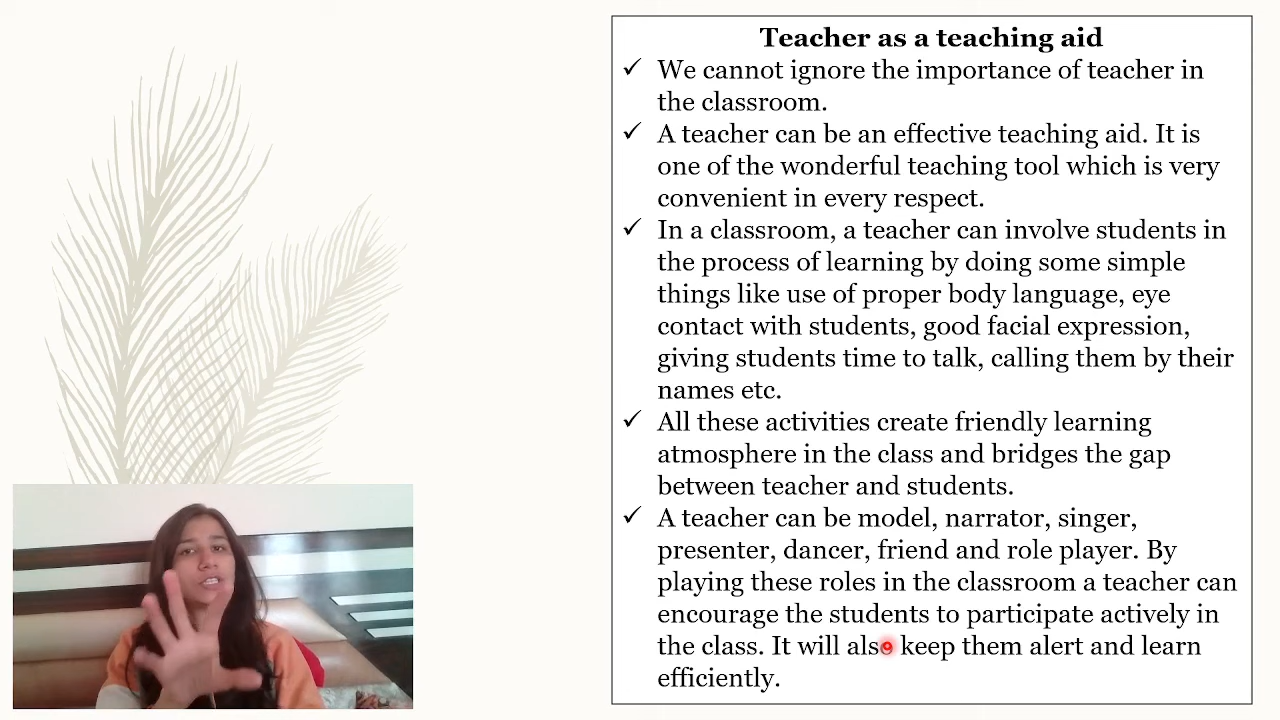 Teacher as a teaching aid
✓ We cannot ignore the importance of teacher in
the classroom.
✓ A teacher can be an effective teaching aid. It is
one of the wonderful teaching tool which is very
convenient in every respect.
✓ In a classroom, a teacher can involve students in
the process of learning by doing some simple
things like use of proper body language, eye
contact with students, good facial expression,
giving students time to talk, calling them by their
names etc.
✓ All these activities create friendly learning
atmosphere in the class and bridges the gap
between teacher and students.
✓ A teacher can be model, narrator, singer,
presenter, dancer, friend and role player. By
playing these roles in the classroom a teacher can
encourage the students to participate actively in
the class. It will also keep them alert and learn
efficiently.